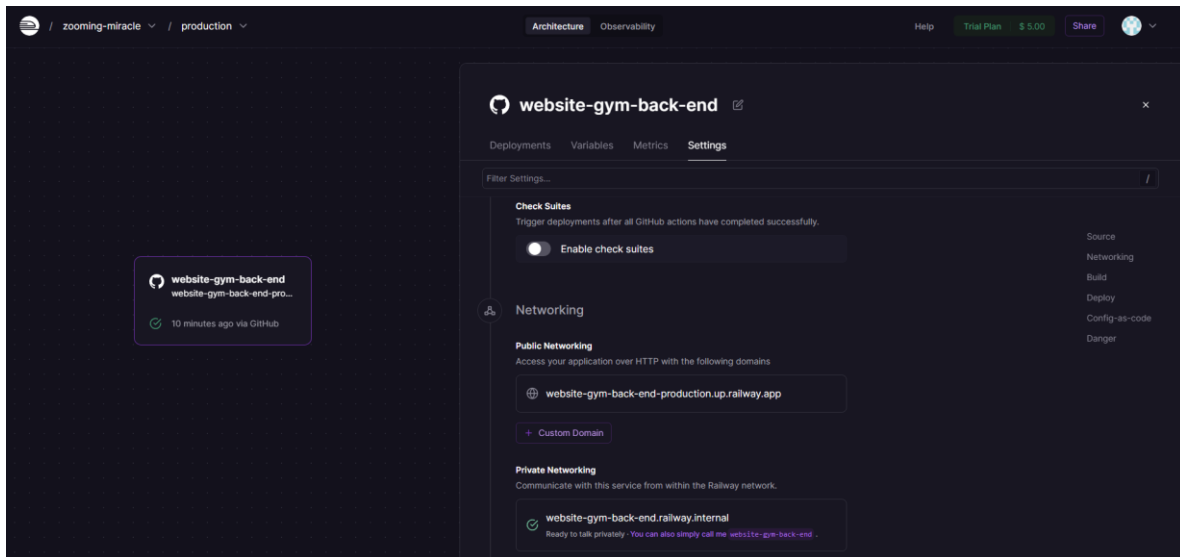 / zooming-miracle / production
Architecture Observability
Help Trial Plan $ 5.00 Share
website-gym-back-end
website-gym-back-end-pro...
10 minutes ago via GitHub
website-gym-back-end
Deployments Variables Metrics Settings
Filter Settings... /
Check Suites
Trigger deployments after all GitHub actions have completed successfully.
Enable check suites
Networking
Public Networking
Access your application over HTTP with the following domains
website-gym-back-end-production.up.railway.app
+ Custom Domain
Private Networking
Communicate with this service from within the Railway network.
website-gym-back-end.railway.internal
Ready to talk privately · You can also simply call me website-gym-back-end .
Source
Networking
Build
Deploy
Config-as-code
Danger